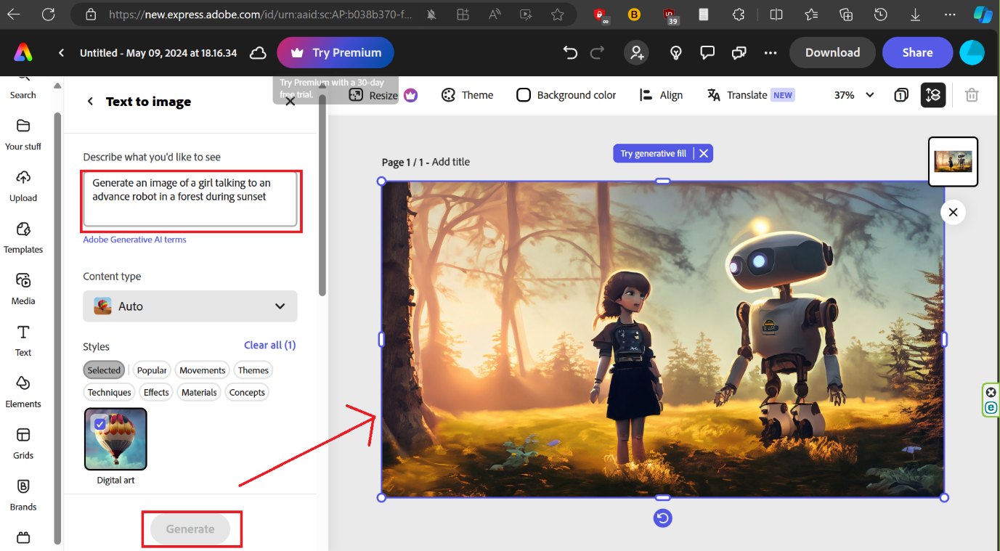 https://new.express.adobe.com/id/urn:aaid:sc:AP:b038b370-f...
A
B
39
∞
Untitled - May 09, 2024 at 18.16.34
Try Premium
Download
Share
Try Premium with a 30-day
free trial.
Resize
Theme
Background color
Align
Translate NEW
37%
1
Search
Your stuff
Upload
Templates
Media
Text
Elements
Grids
Brands
Text to image
Describe what you'd like to see
Generate an image of a girl talking to an
advance robot in a forest during sunset
Adobe Generative AI terms
Content type
Auto
Styles
Clear all (1)
Selected
Popular
Movements
Themes
Techniques
Effects
Materials
Concepts
Digital art
Generate
Try generative fill
Page 1 / 1 - Add title